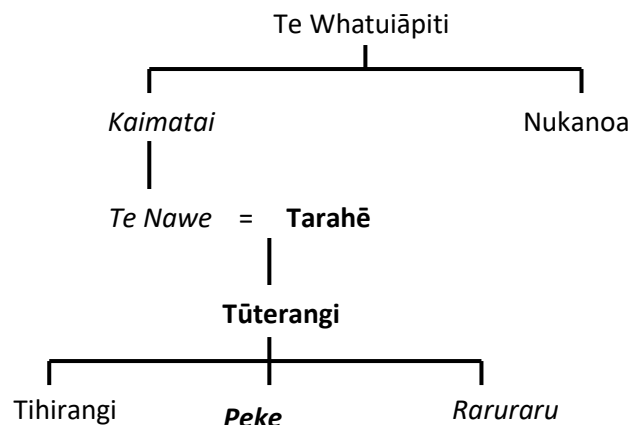 Te Whatuiāpiti
Kaimatai Nukanoa
Te Nawe = Tarahē
Tūterangi
Tihirangi Peke Raruraru